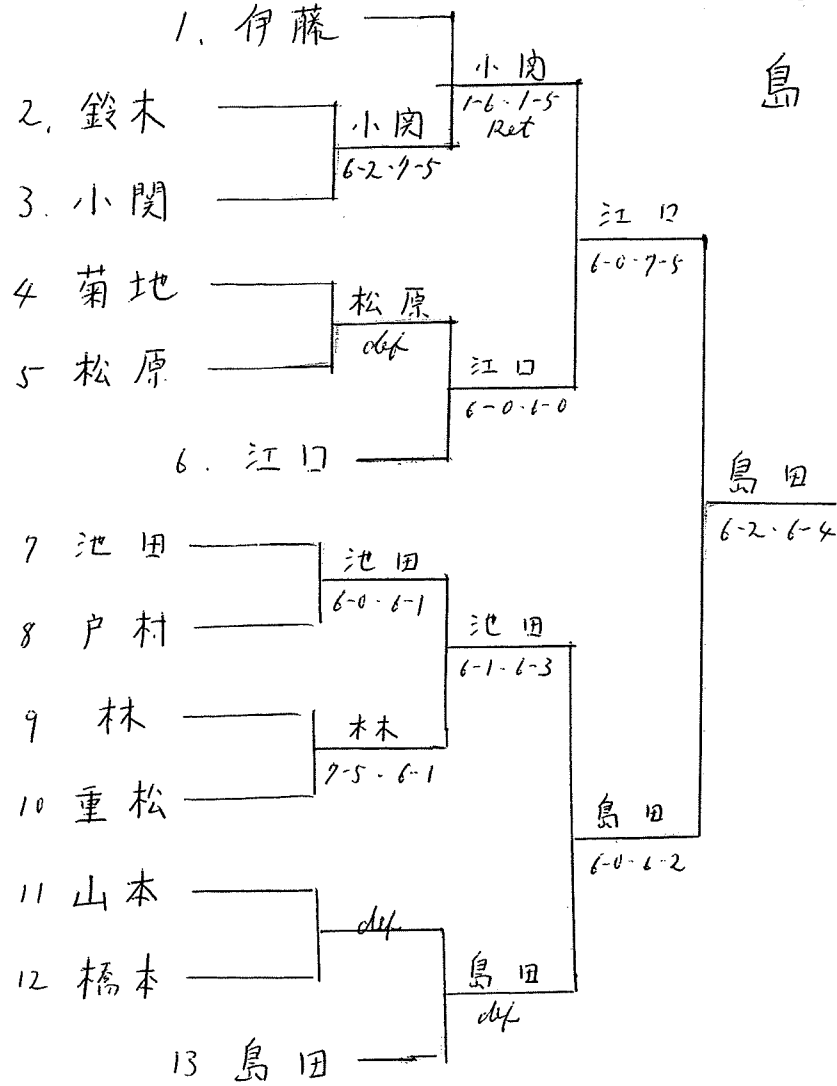 1. 伊藤
小関
島
1-6・1-5
Ret
2. 鈴木
小関
6-2・7-5
3. 小関
江口
6-0・7-5
4 菊地
松原
def
5 松原
江口
6-0・6-0
6. 江口
島田
6-2・6-4
7 池田
池田
6-0・6-1
8 戸村
池田
6-1・6-3
9 林
林
7-5・6-1
10 重松
島田
6-0・6-2
11 山本
def
12 橋本
島田
def
13 島田